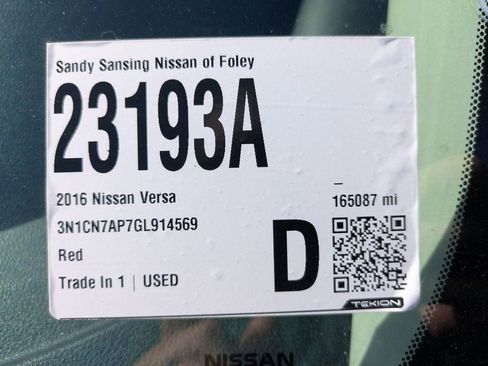 Sandy Sansing Nissan of Foley
23193A
2016 Nissan Versa
165087 mi
3N1CN7AP7GL914569
Red
Trade In 1 | USED
D
TEKION
NISSAN